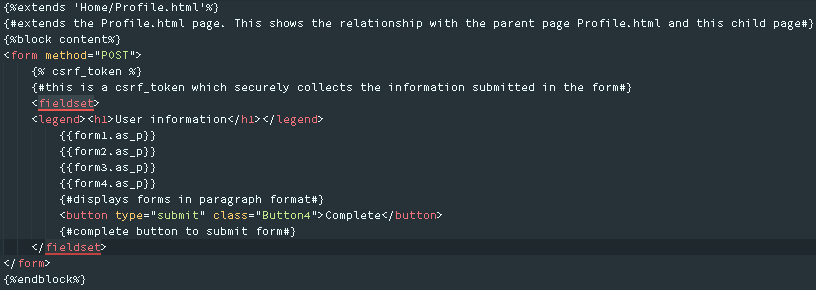 {%extends 'Home/Profile.html'%}
{#extends the Profile.html page. This shows the relationship with the parent page Profile.html and this child page#}
{%block content%}
<form method="POST">
{% csrf_token %}
{#this is a csrf_token which securely collects the information submitted in the form#}
<fieldset>
<legend><h1>User information</h1></legend>
{{form1.as_p}}
{{form2.as_p}}
{{form3.as_p}}
{{form4.as_p}}
{#displays forms in paragraph format#}
<button type="submit" class="Button4">Complete</button>
{#complete button to submit form#}
</fieldset>
</form>
{%endblock%}